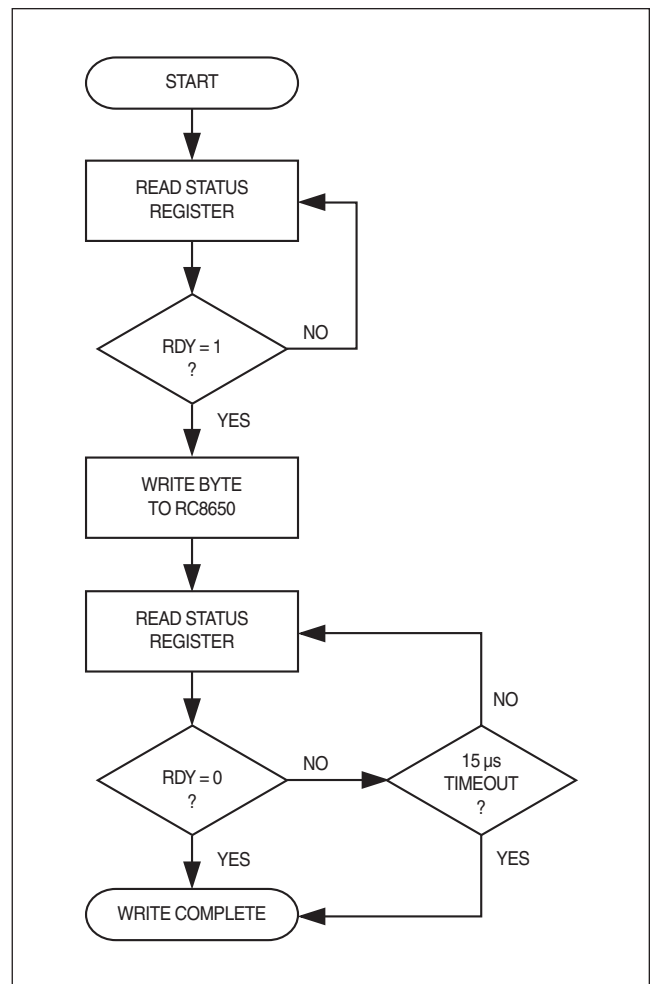 START
READ STATUS
REGISTER
NO
RDY = 1
?
YES
WRITE BYTE
TO RC8650
READ STATUS
REGISTER
NO
RDY = 0
?
NO
15 µs
TIMEOUT
?
YES
YES
WRITE COMPLETE